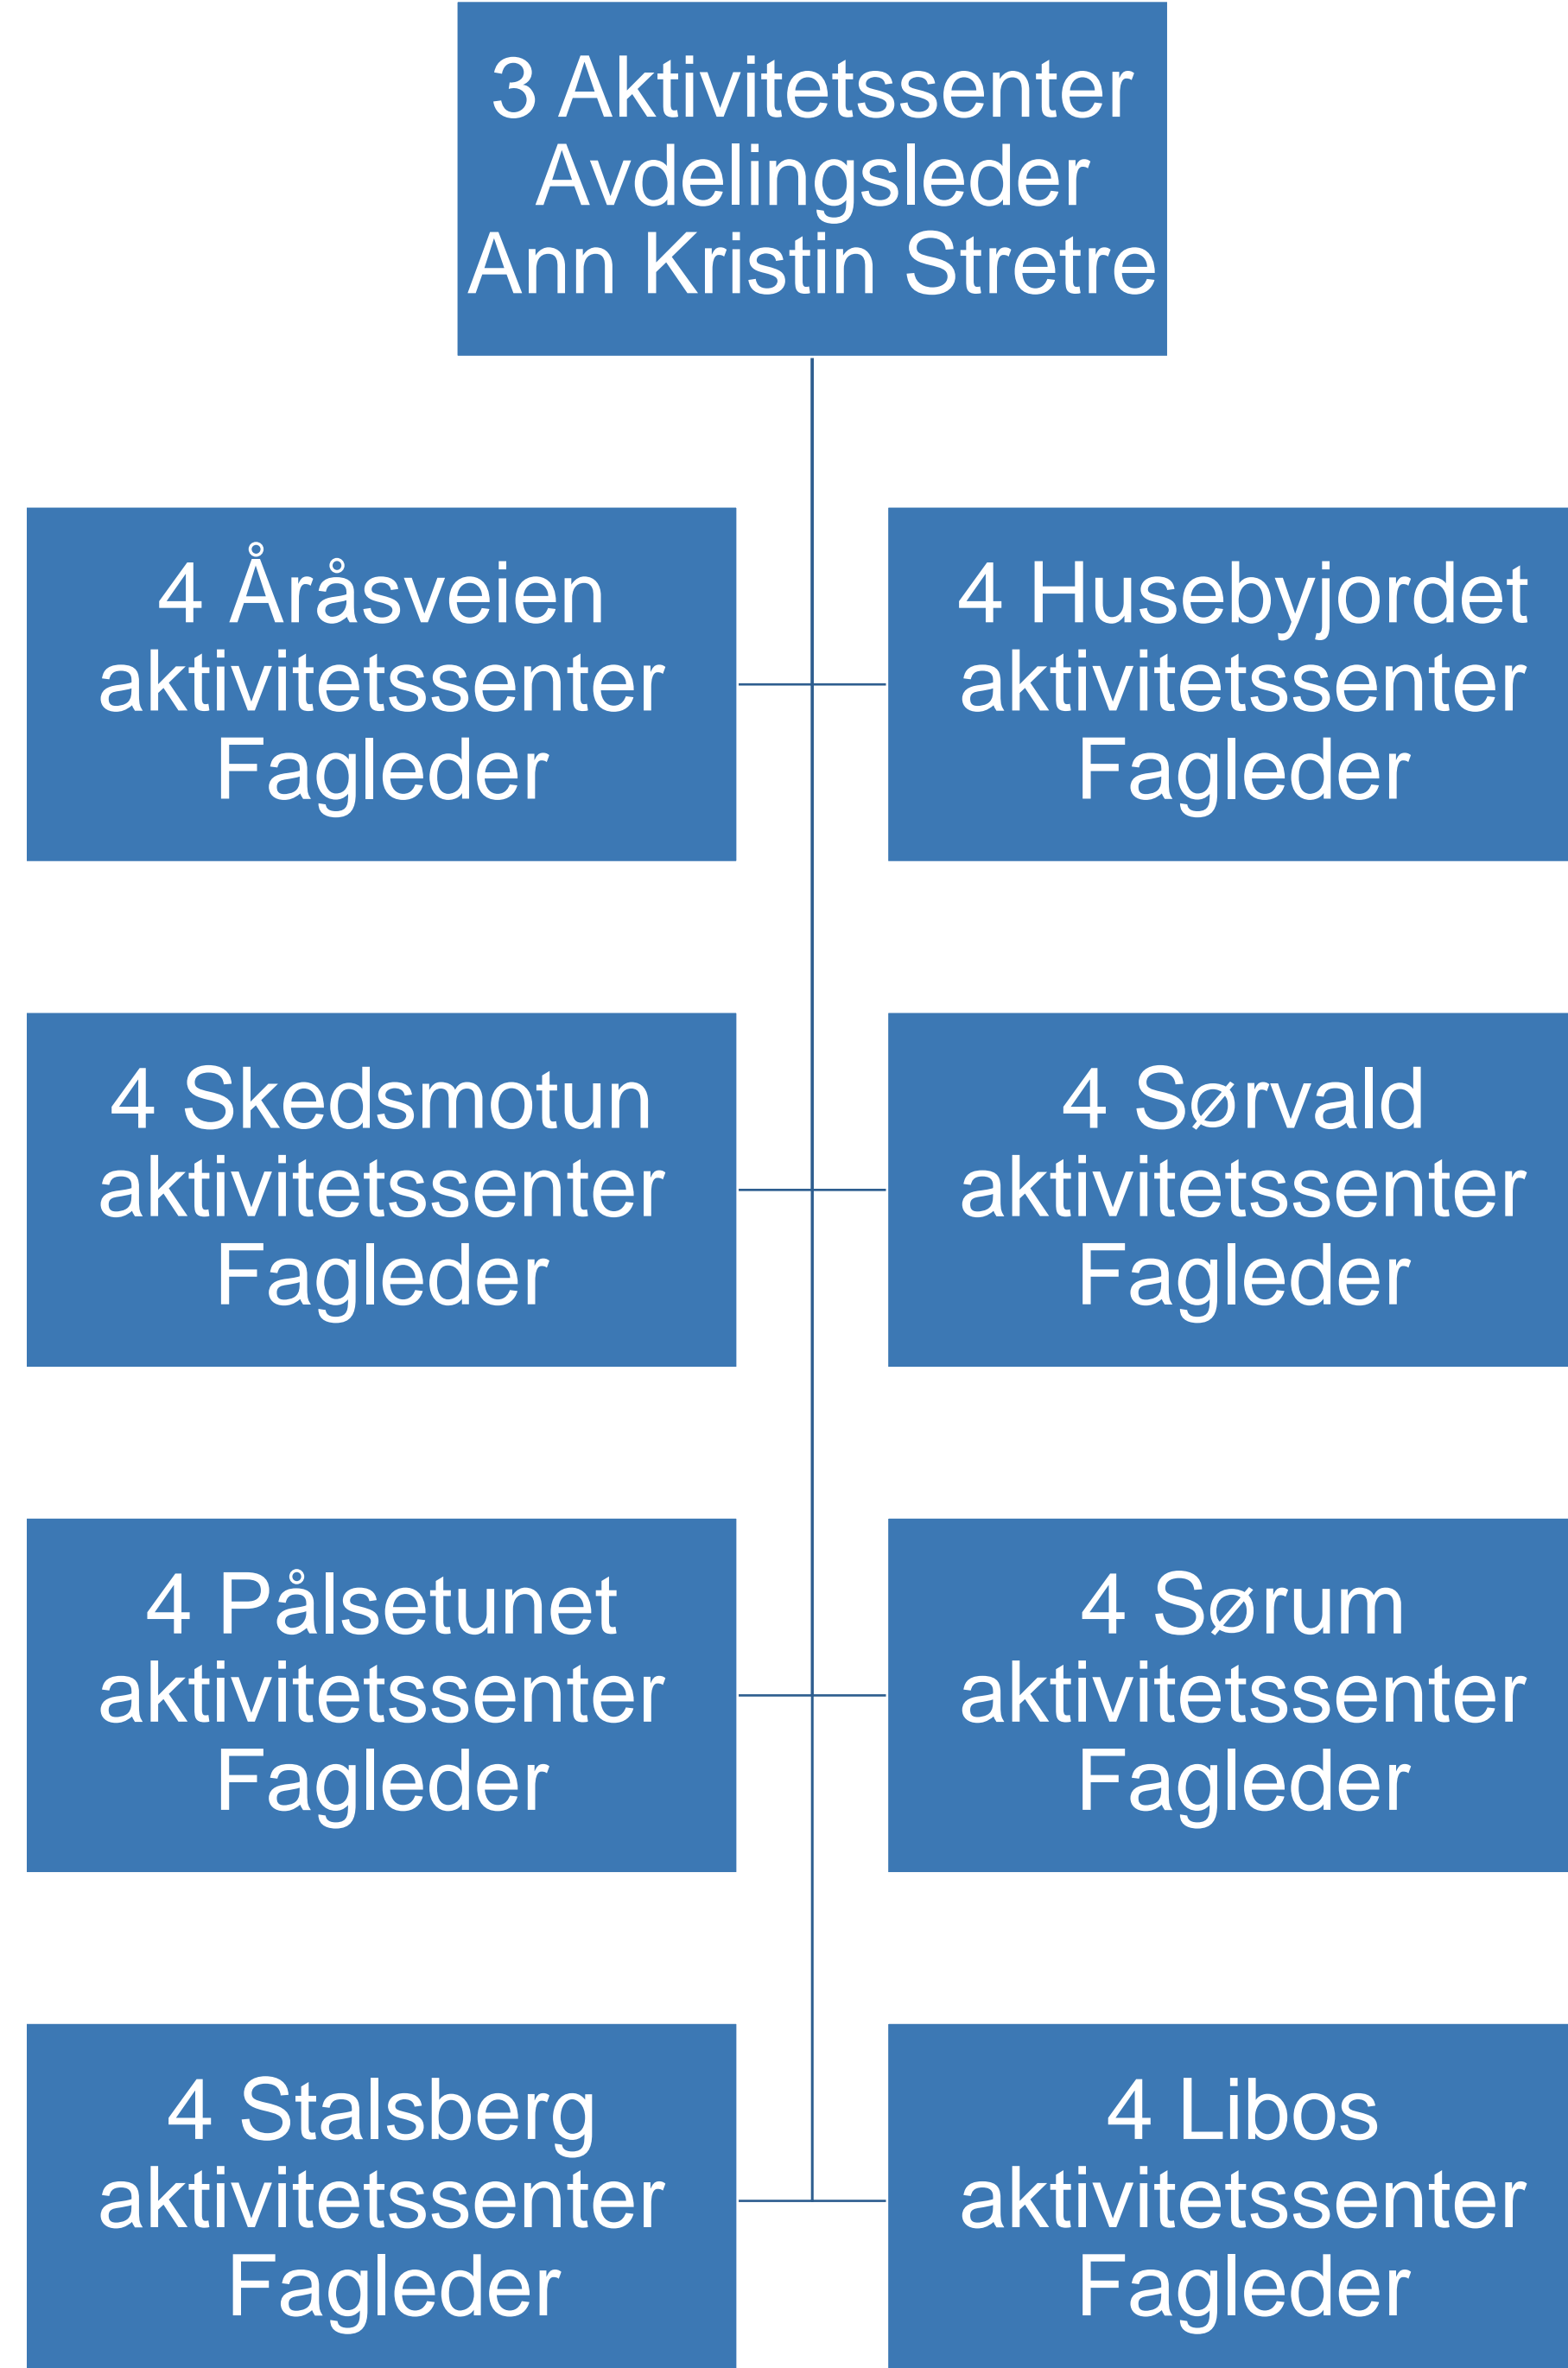 3 Aktivitetssenter
Avdelingsleder
Ann Kristin Stretre
4 Åråsveien
aktivitetssenter
Fagleder
4 Husebyjordet
aktivitetssenter
Fagleder
4 Skedsmotun
aktivitetssenter
Fagleder
4 Sørvald
aktivitetssenter
Fagleder
4 Pålsetunet
aktivitetssenter
Fagleder
4 Sørum
aktivitetssenter
Fagleder
4 Stalsberg
aktivitetssenter
Fagleder
4 Libos
aktivitetssenter
Fagleder